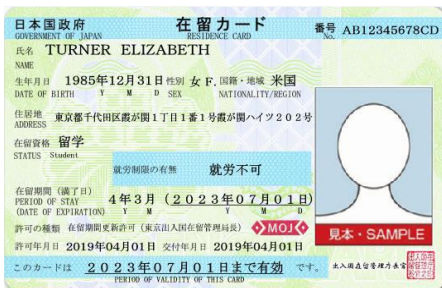 日本国政府 在留カード 番号 AB12345678CD
GOVERNMENT OF JAPAN RESIDENCE CARD No.
氏名 TURNER ELIZABETH
NAME
生年月日 1985年12月31日 性別 女 F. 国籍・地域 米国
DATE OF BIRTH Y M D SEX NATIONALITY/REGION
住居地 東京都千代田区霞が関1丁目1番1号霞が関ハイツ202号
ADDRESS
在留資格 留学
STATUS Student
就労制限の有無 就労不可
在留期間(満了日) 4年3月(2023年07月01日)
PERIOD OF STAY Y M Y M D
(DATE OF EXPIRATION)
許可の種類 在留期間更新許可(東京出入国在留管理局長) MOJ
見本・SAMPLE
許可年月日 2019年04月01日 交付年月日 2019年04月01日
このカードは 2023年07月01日まで有効 です。 出入国在留管理庁長官
PERIOD OF VALIDITY OF THIS CARD